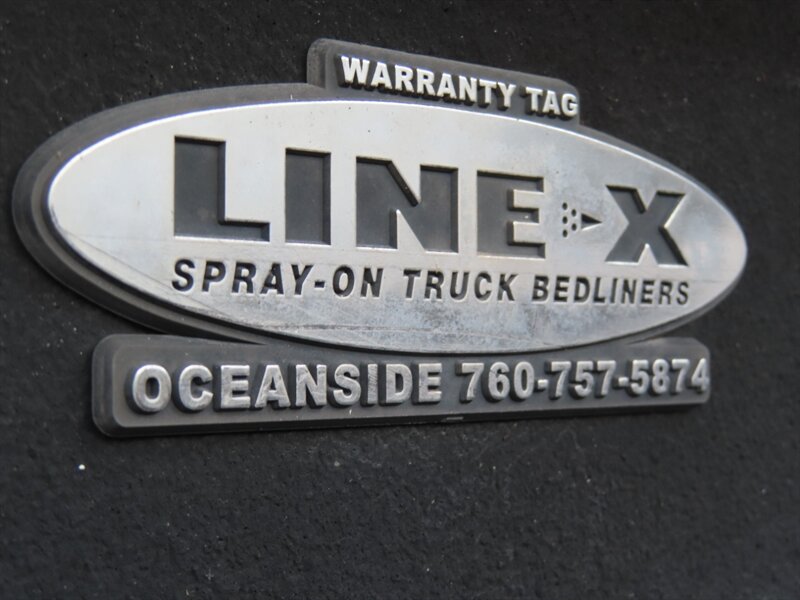 WARRANTY TAG
LINE-X
SPRAY-ON TRUCK BEDLINERS
OCEANSIDE 760-757-5874